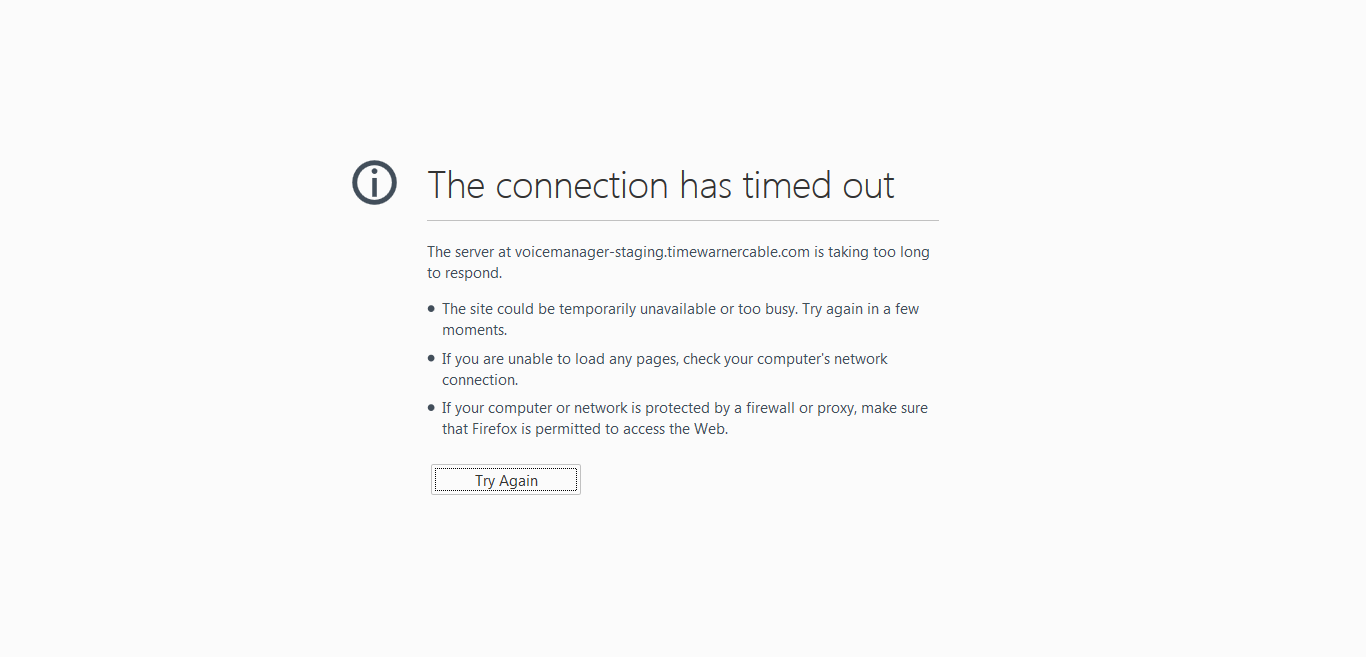 The connection has timed out
The server at voicemanager-staging.timewarnercable.com is taking too long
to respond.
The site could be temporarily unavailable or too busy. Try again in a few
moments.
If you are unable to load any pages, check your computer's network
connection.
If your computer or network is protected by a firewall or proxy, make sure
that Firefox is permitted to access the Web.
Try Again